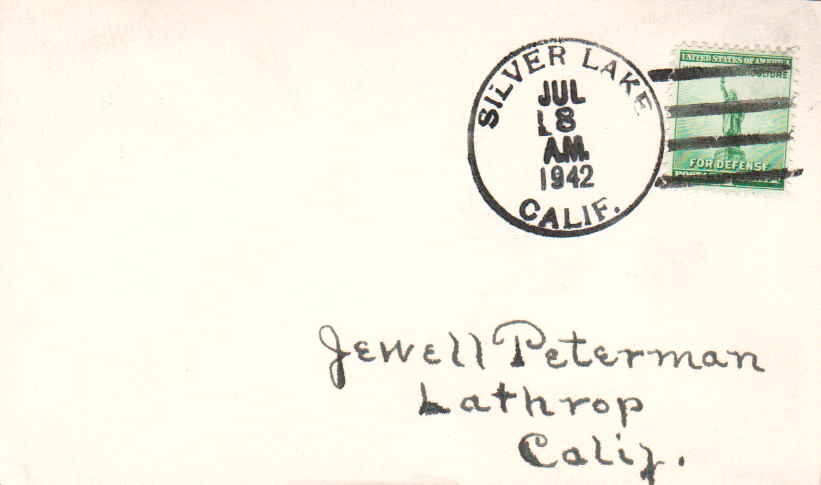 SILVER LAKE
JUL
18
A.M.
1942
CALIF.
UNITED STATES OF AMERICA
FOR DEFENSE
Jewell Peterman
Lathrop
Calif.